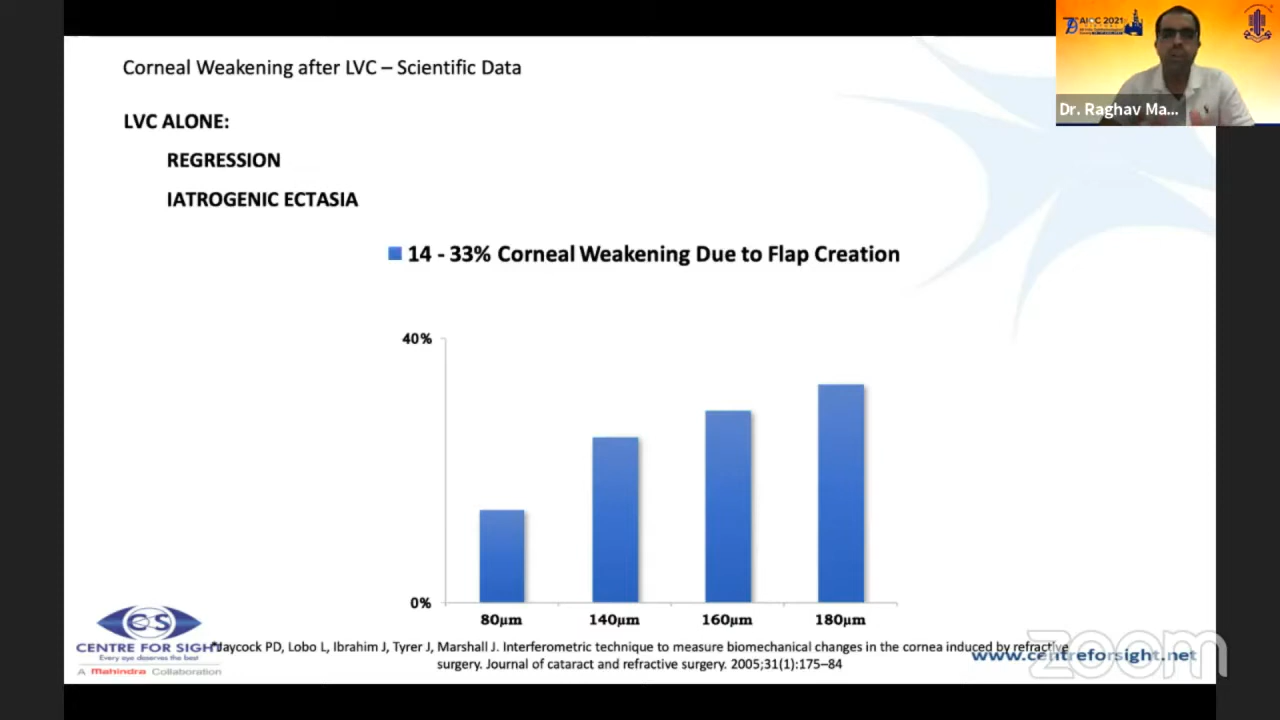 Corneal Weakening after LVC – Scientific Data
LVC ALONE:
REGRESSION
IATROGENIC ECTASIA
14 - 33% Corneal Weakening Due to Flap Creation
40%
0%
80µm 140µm 160µm 180µm
*Jaycock PD, Lobo L, Ibrahim J, Tyrer J, Marshall J. Interferometric technique to measure biomechanical changes in the cornea induced by refractive
surgery. Journal of cataract and refractive surgery. 2005;31(1):175–84
CENTRE FOR SIGHT
Every eye deserves the best
A Mahindra Collaboration
www.centreforsight.net
zoom
AIOC 2021
Dr. Raghav Ma...